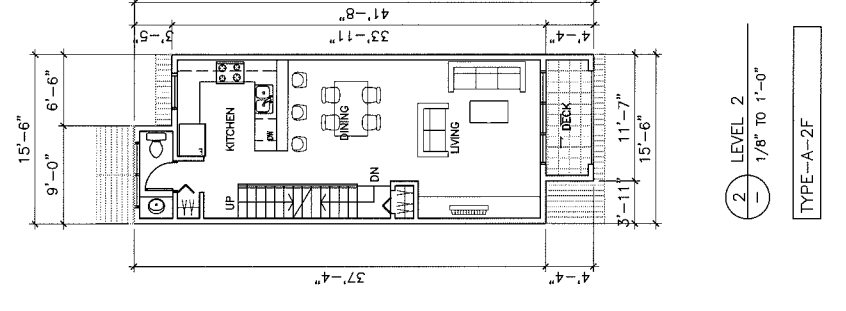 41'-8"
3'-5"
33'-11"
4'-4"
15'-6"
6'-6"
9'-0"
KITCHEN
DW
DINING
LIVING
DECK
UP
DN
11'-7"
3'-11"
15'-6"
37'-4"
4'-4"
2
–
LEVEL 2
1/8" TO 1'-0"
TYPE-A-2F